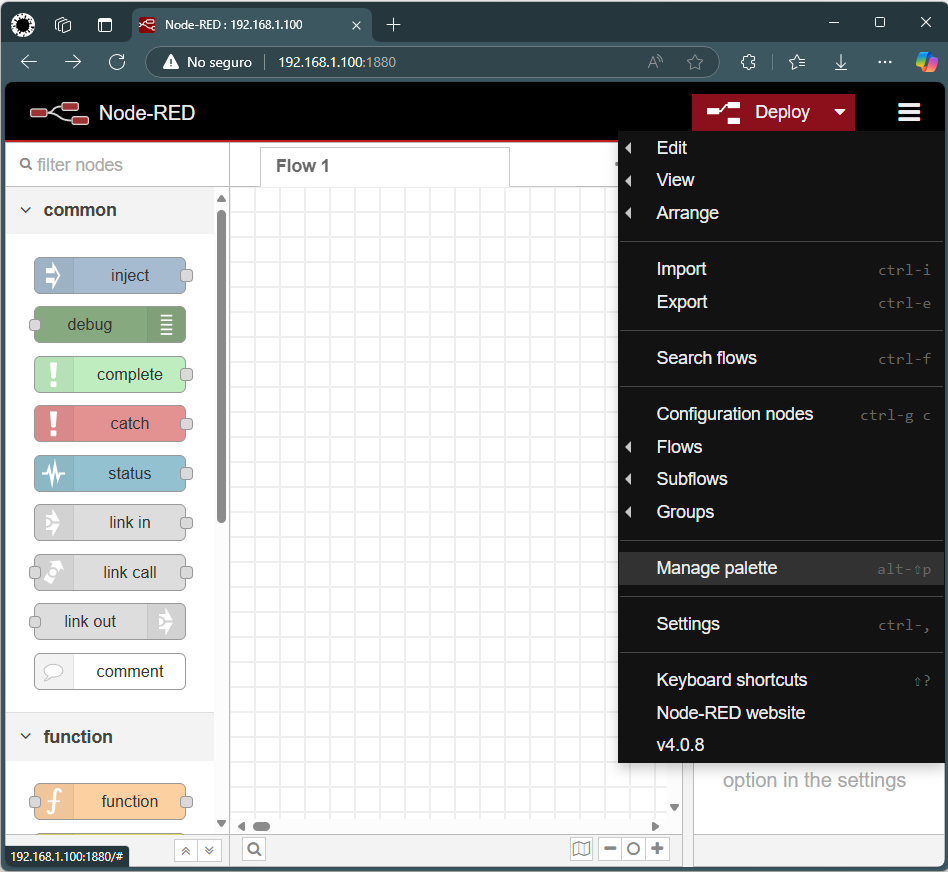 Node-RED : 192.168.1.100
No seguro
192.168.1.100:1880
Node-RED
Deploy
filter nodes
Flow 1
common
inject
debug
complete
catch
status
link in
link call
link out
comment
function
function
Edit
View
Arrange
Import ctrl-i
Export ctrl-e
Search flows ctrl-f
Configuration nodes ctrl-g c
Flows
Subflows
Groups
Manage palette alt-⇧p
Settings ctrl-,
Keyboard shortcuts ⇧?
Node-RED website
v4.0.8
option in the settings
192.168.1.100:1880/#